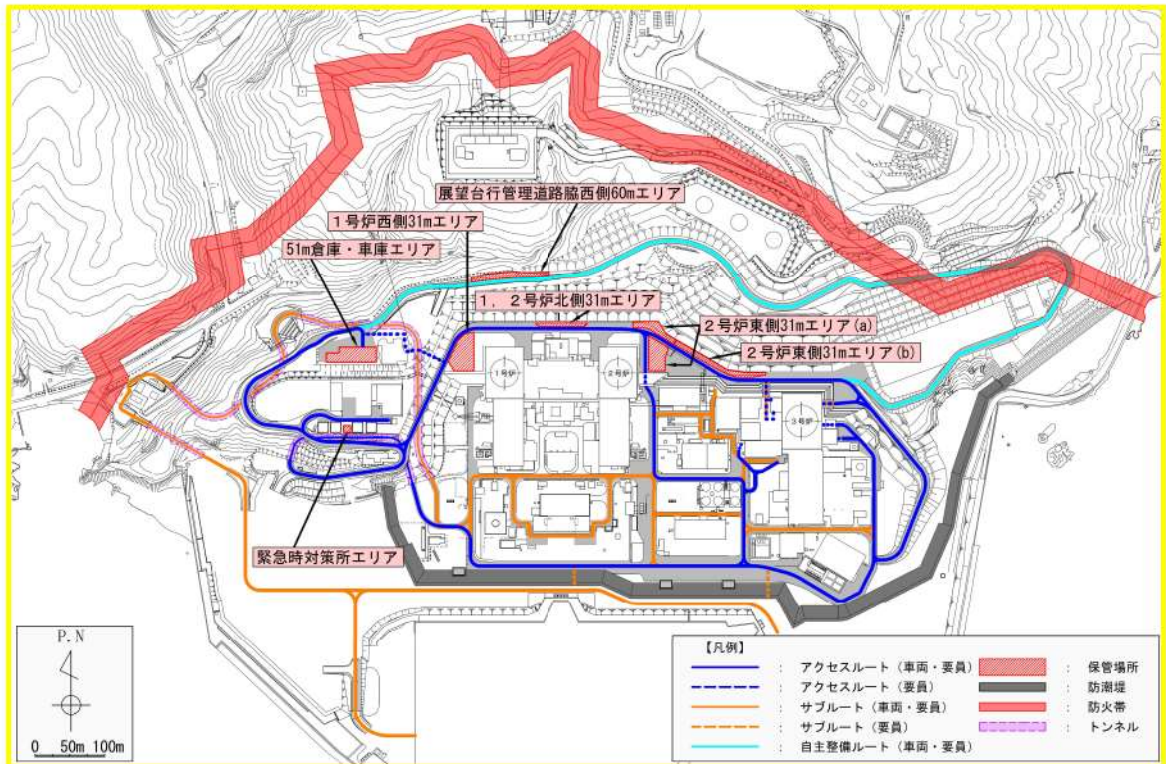 展望台行管理道路脇西側60mエリア
１号炉西側31mエリア
51m倉庫・車庫エリア
１，２号炉北側31mエリア
２号炉東側31mエリア(a)
２号炉東側31mエリア(b)
１号炉
２号炉
３号炉
緊急時対策所エリア
P.N
0 50m 100m
【凡例】
： アクセスルート（車両・要員）
： アクセスルート（要員）
： サブルート（車両・要員）
： サブルート（要員）
： 自主整備ルート（車両・要員）
： 保管場所
： 防潮堤
： 防火帯
： トンネル